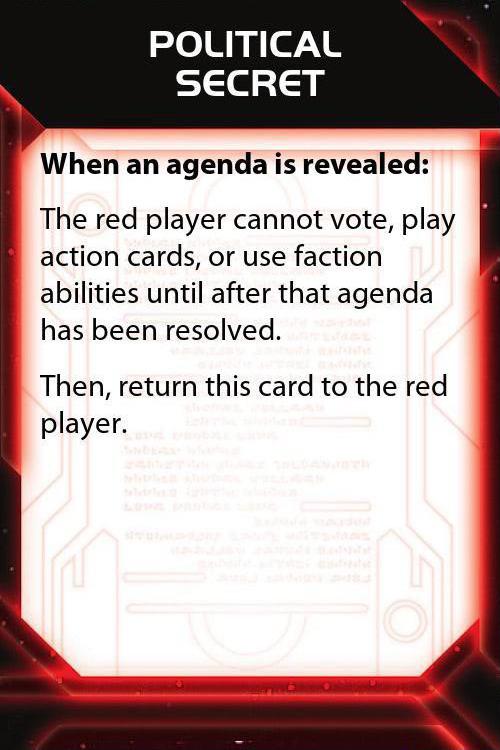 POLITICAL
SECRET
When an agenda is revealed:
The red player cannot vote, play
action cards, or use faction
abilities until after that agenda
has been resolved.
Then, return this card to the red
player.